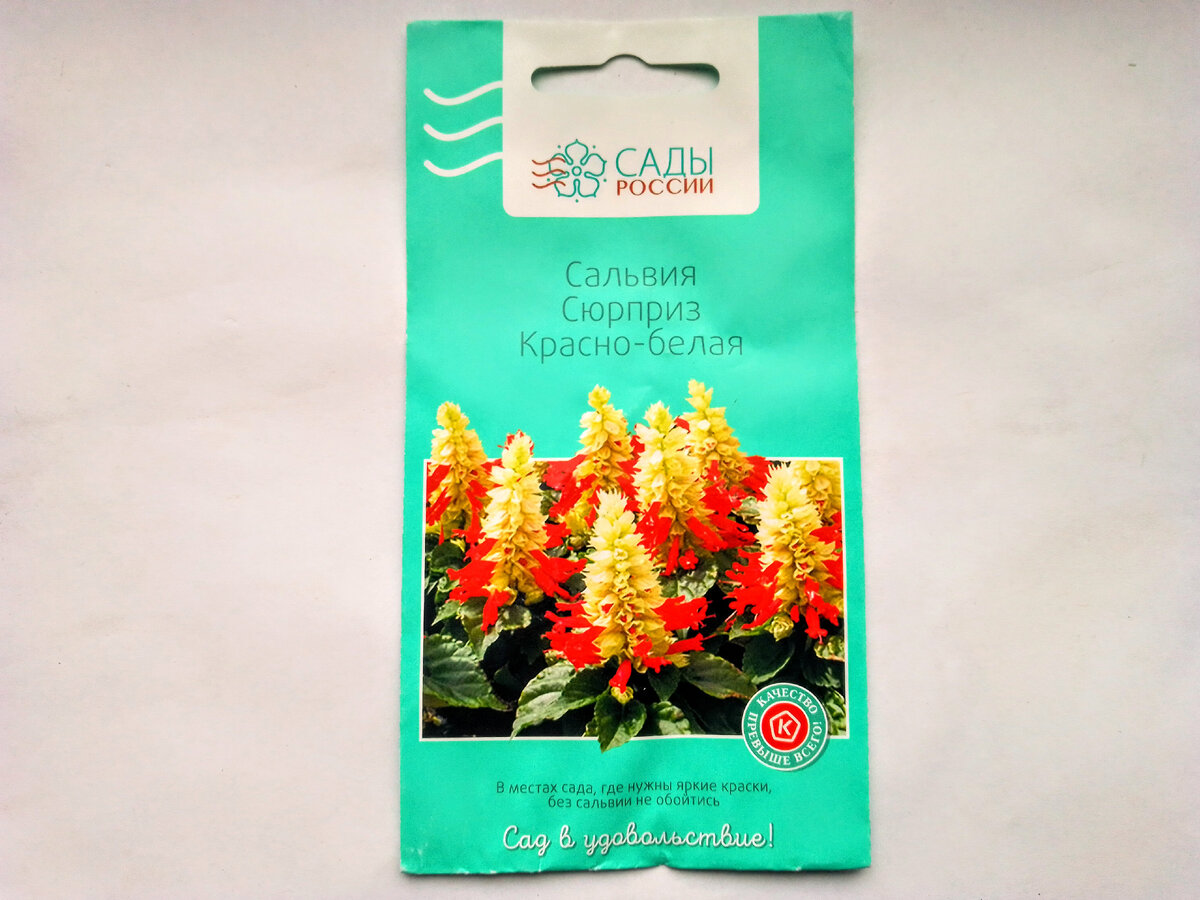 САДЫ
РОССИИ
Сальвия
Сюрприз
Красно-белая
КАЧЕСТВО
ПРЕВЫШЕ ВСЕГО!
К
В местах сада, где нужны яркие краски,
без сальвии не обойтись
Сад в удовольствие!